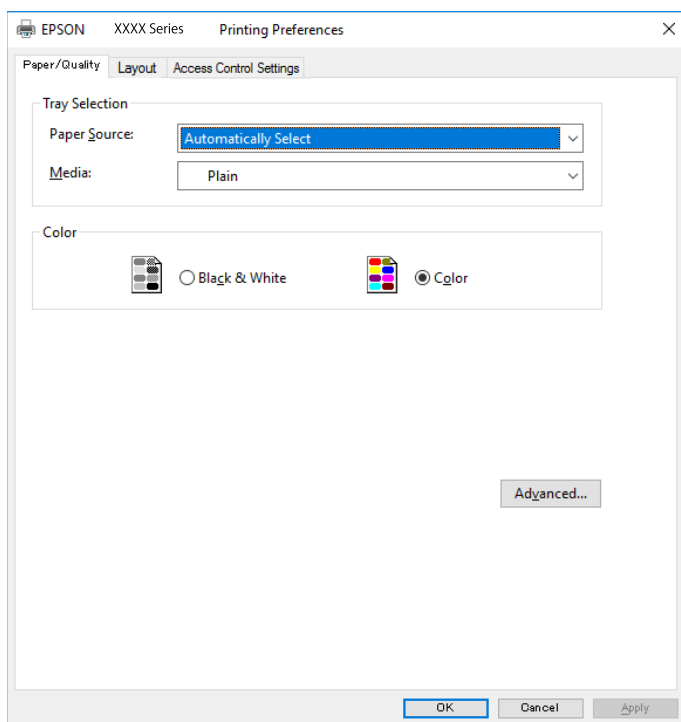 EPSON XXXX Series Printing Preferences
Paper/Quality Layout Access Control Settings
Tray Selection
Paper Source: Automatically Select
Media: Plain
Color
Black & White Color
Advanced...
OK Cancel Apply